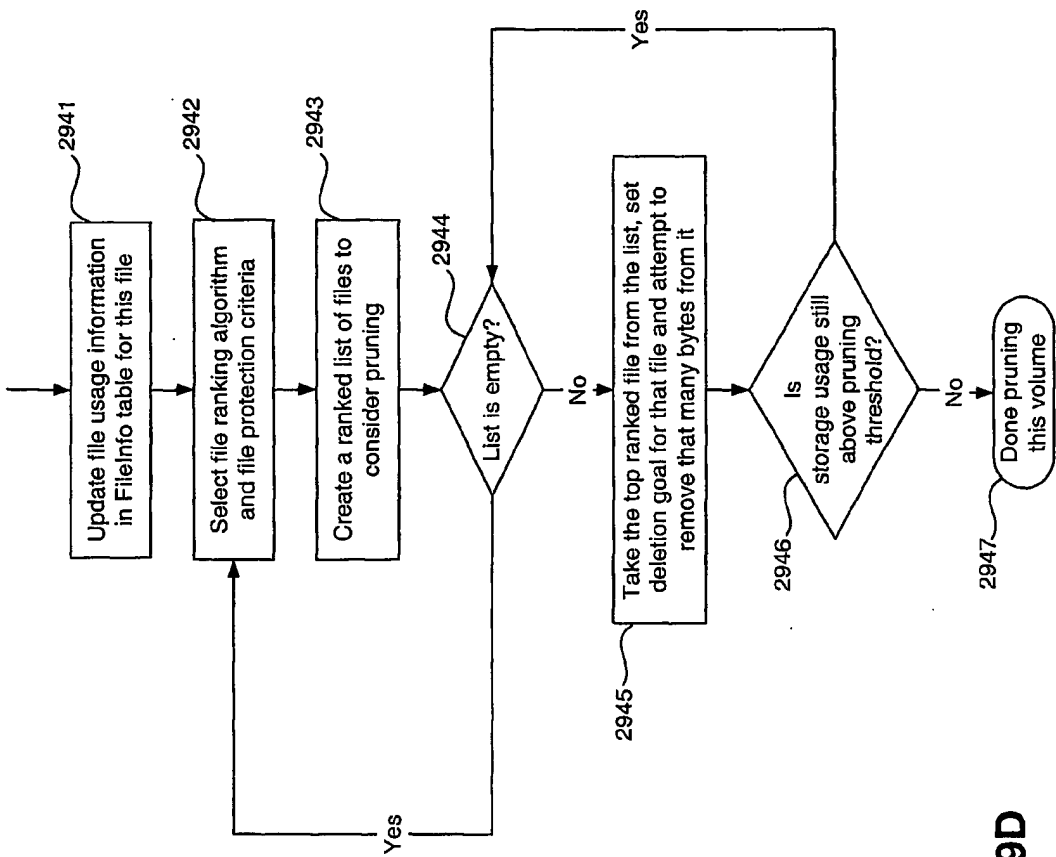 2941
Update file usage information
in FileInfo table for this file
2942
Select file ranking algorithm
and file protection criteria
2943
Create a ranked list of files to
consider pruning
2944
List is empty?
Yes
No
2945
Take the top ranked file from the list, set
deletion goal for that file and attempt to
remove that many bytes from it
2946
Is
storage usage still
above pruning
threshold?
Yes
No
2947
Done pruning
this volume
9D